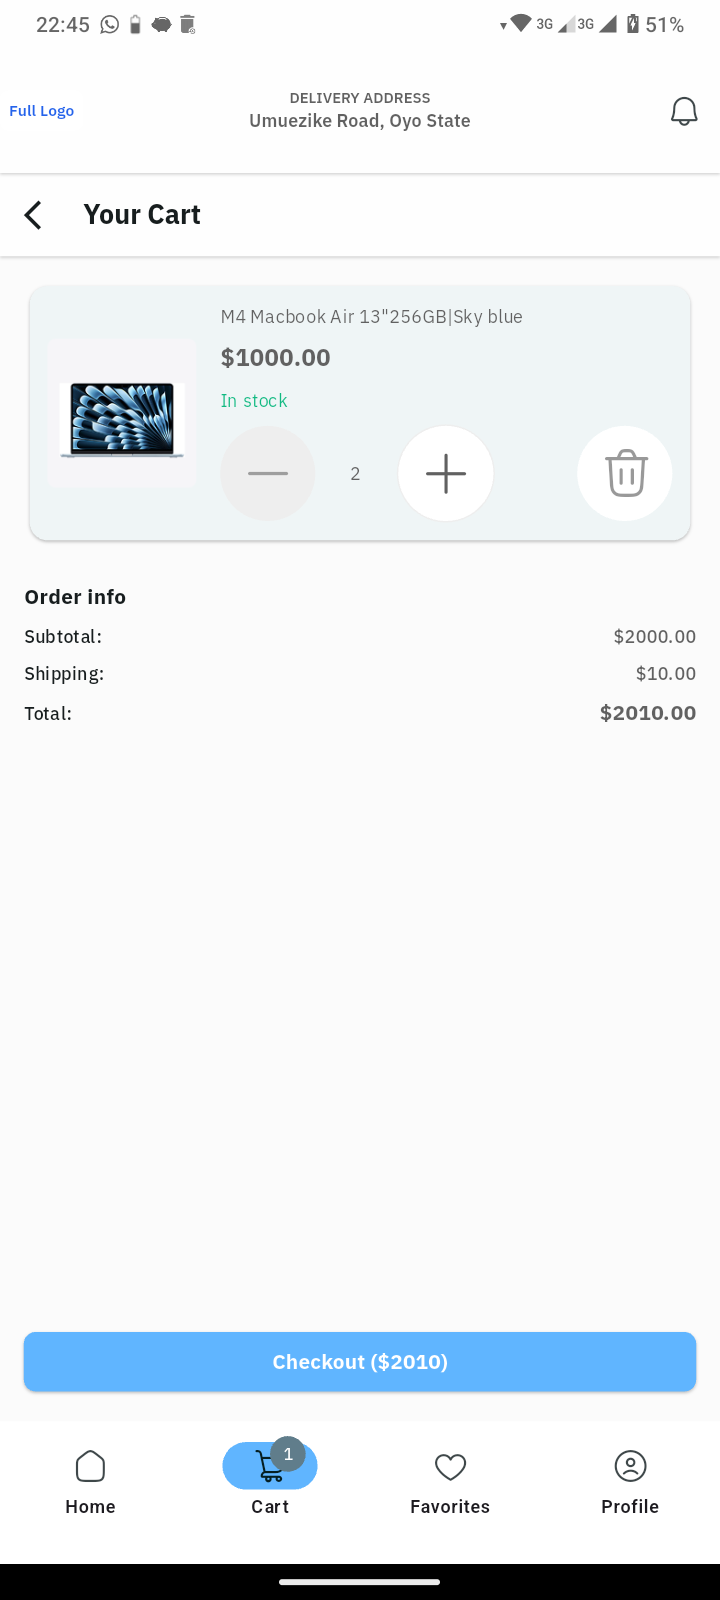 22:45 3G 3G 51%
Full Logo
DELIVERY ADDRESS
Umuezike Road, Oyo State
Your Cart
M4 Macbook Air 13"256GB|Sky blue
$1000.00
In stock
2
Order info
Subtotal: $2000.00
Shipping: $10.00
Total: $2010.00
Checkout ($2010)
1
Home Cart Favorites Profile